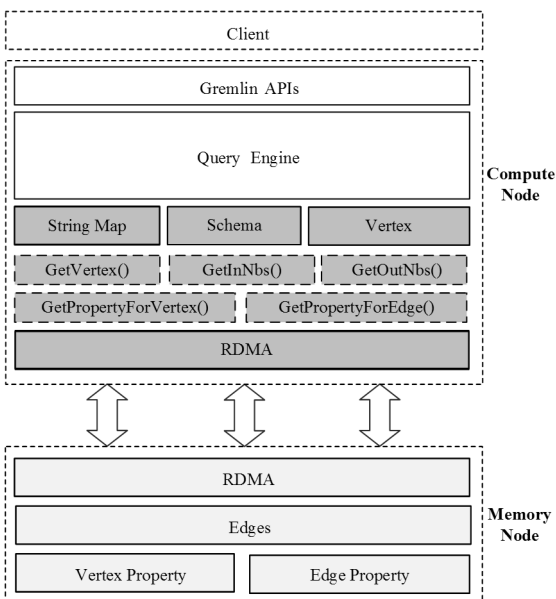 Client
Gremlin APIs
Query Engine
Compute
Node
String Map
Schema
Vertex
GetVertex()
GetInNbs()
GetOutNbs()
GetPropertyForVertex()
GetPropertyForEdge()
RDMA
RDMA
Edges
Memory
Node
Vertex Property
Edge Property